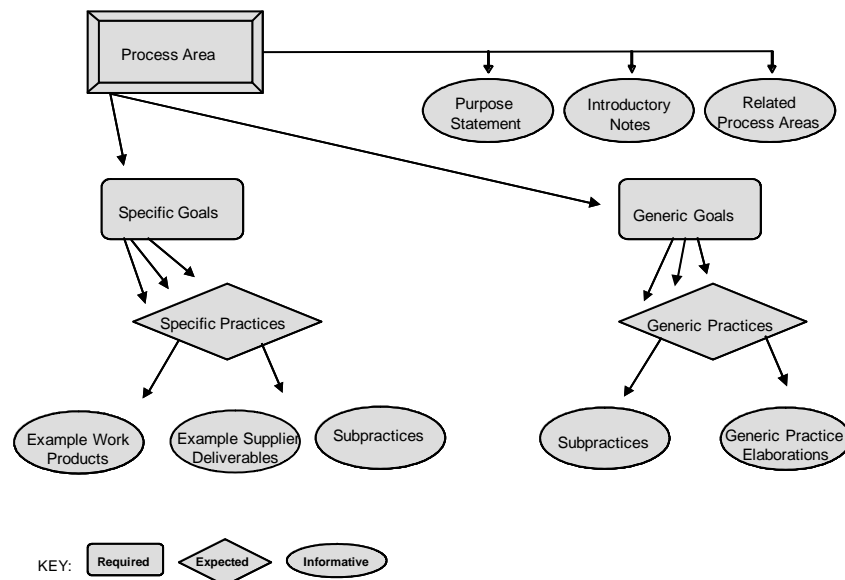 Process Area
Purpose
Statement
Introductory
Notes
Related
Process Areas
Specific Goals
Generic Goals
Specific Practices
Generic Practices
Example Work
Products
Example Supplier
Deliverables
Subpractices
Subpractices
Generic Practice
Elaborations
KEY:
Required
Expected
Informative